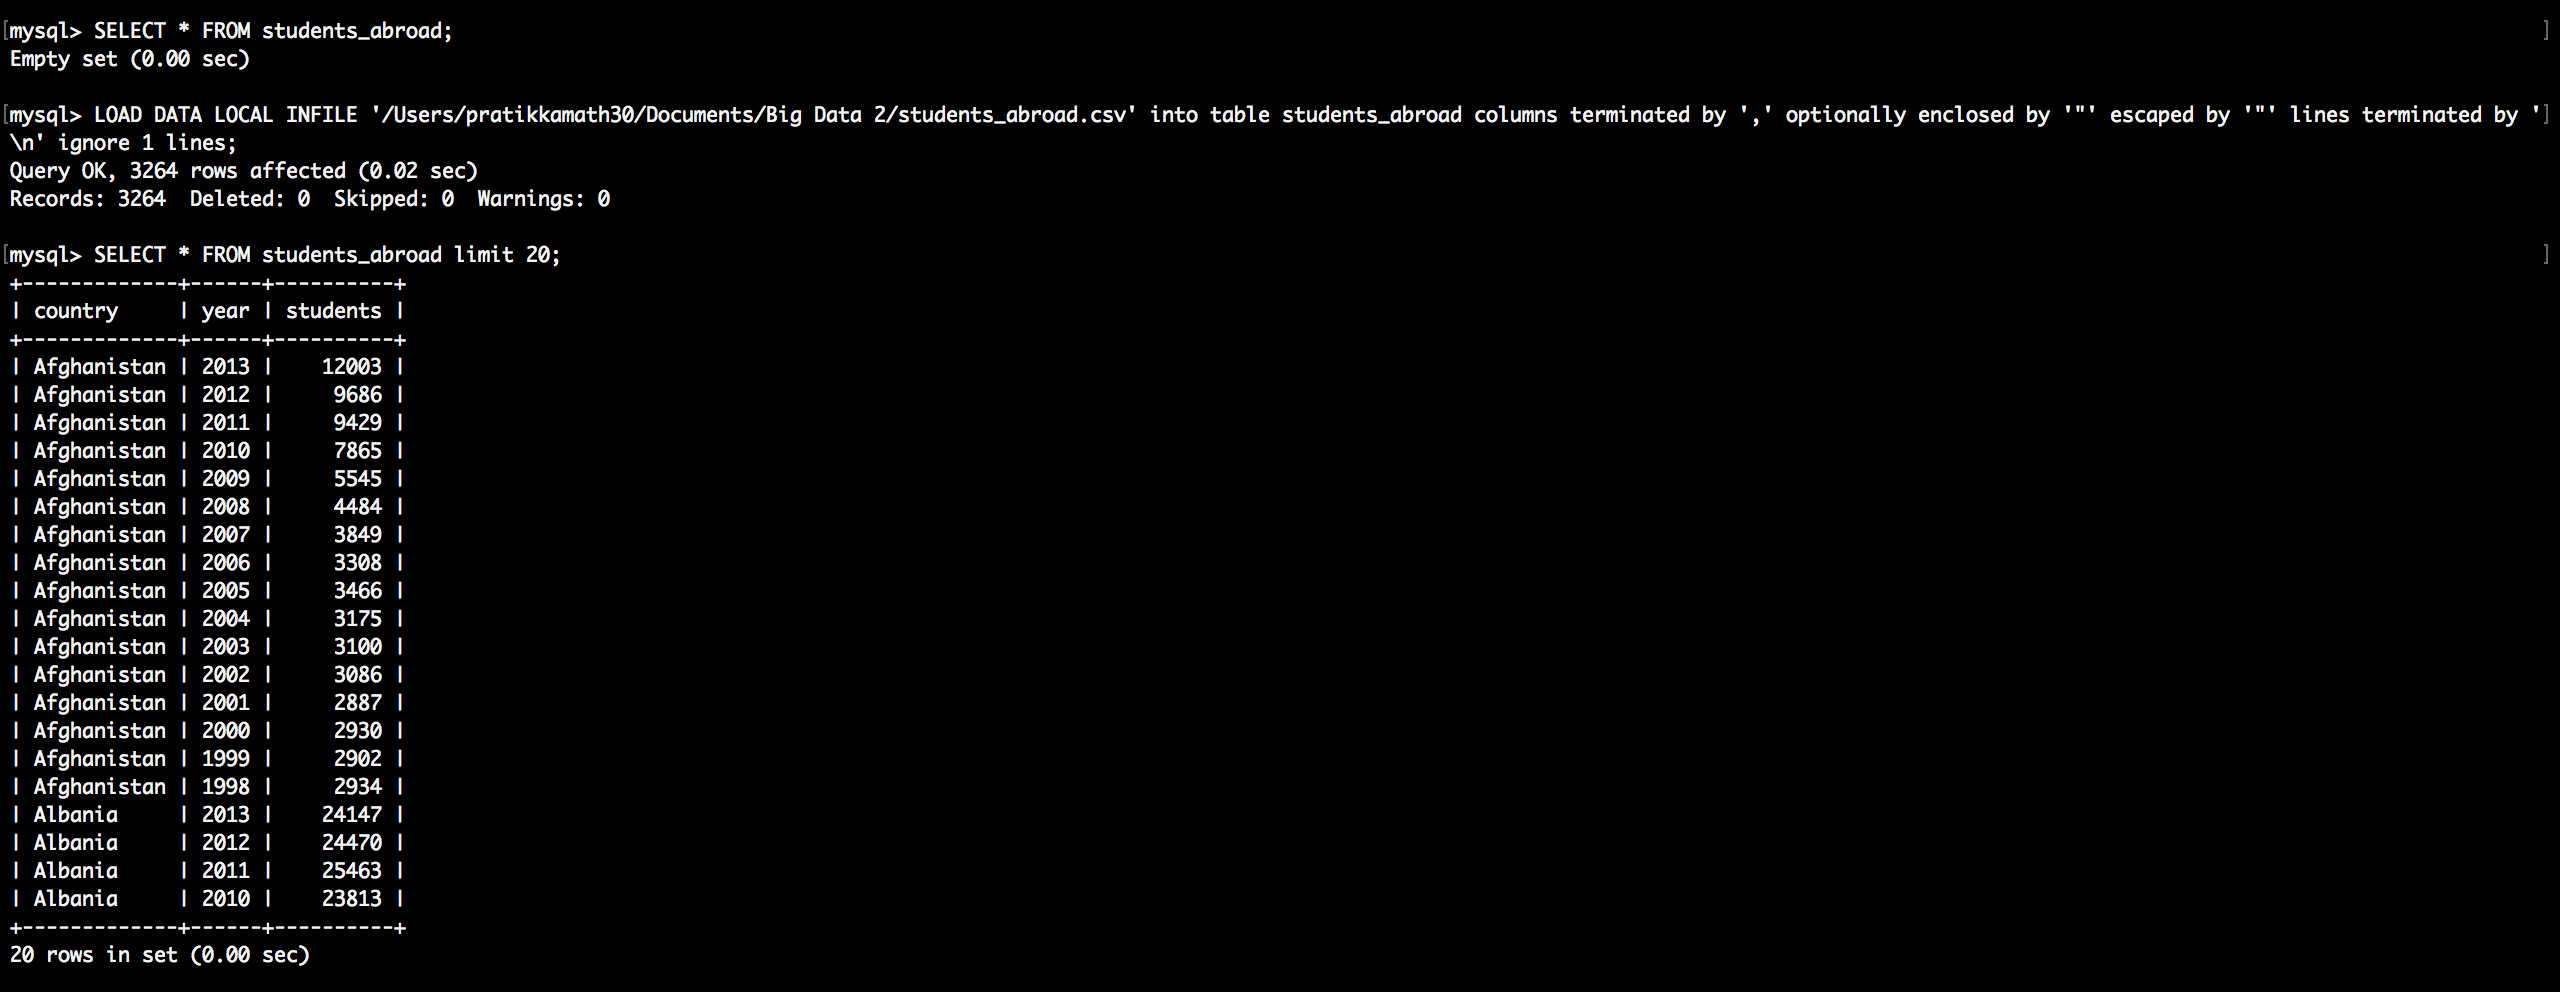 [mysql> SELECT * FROM students_abroad; ]
Empty set (0.00 sec)
[mysql> LOAD DATA LOCAL INFILE '/Users/pratikkamath30/Documents/Big Data 2/students_abroad.csv' into table students_abroad columns terminated by ',' optionally enclosed by '"' escaped by '"' lines terminated by ']
\n' ignore 1 lines;
Query OK, 3264 rows affected (0.02 sec)
Records: 3264  Deleted: 0  Skipped: 0  Warnings: 0
[mysql> SELECT * FROM students_abroad limit 20; ]
+-------------+------+----------+
| country     | year | students |
+-------------+------+----------+
| Afghanistan | 2013 |    12003 |
| Afghanistan | 2012 |     9686 |
| Afghanistan | 2011 |     9429 |
| Afghanistan | 2010 |     7865 |
| Afghanistan | 2009 |     5545 |
| Afghanistan | 2008 |     4484 |
| Afghanistan | 2007 |     3849 |
| Afghanistan | 2006 |     3308 |
| Afghanistan | 2005 |     3466 |
| Afghanistan | 2004 |     3175 |
| Afghanistan | 2003 |     3100 |
| Afghanistan | 2002 |     3086 |
| Afghanistan | 2001 |     2887 |
| Afghanistan | 2000 |     2930 |
| Afghanistan | 1999 |     2902 |
| Afghanistan | 1998 |     2934 |
| Albania     | 2013 |    24147 |
| Albania     | 2012 |    24470 |
| Albania     | 2011 |    25463 |
| Albania     | 2010 |    23813 |
+-------------+------+----------+
20 rows in set (0.00 sec)